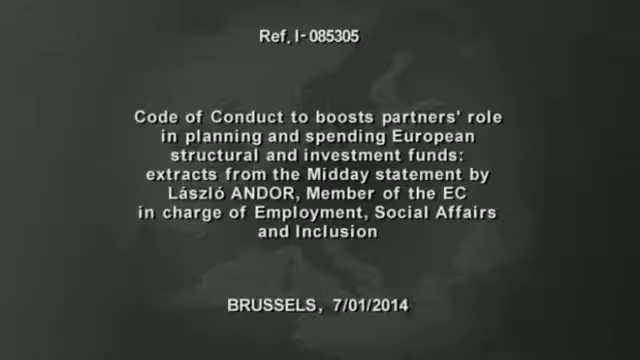 Ref. I-085305
Code of Conduct to boosts partners' role
in planning and spending European
structural and investment funds:
extracts from the Midday statement by
László ANDOR, Member of the EC
in charge of Employment, Social Affairs
and Inclusion
BRUSSELS, 7/01/2014